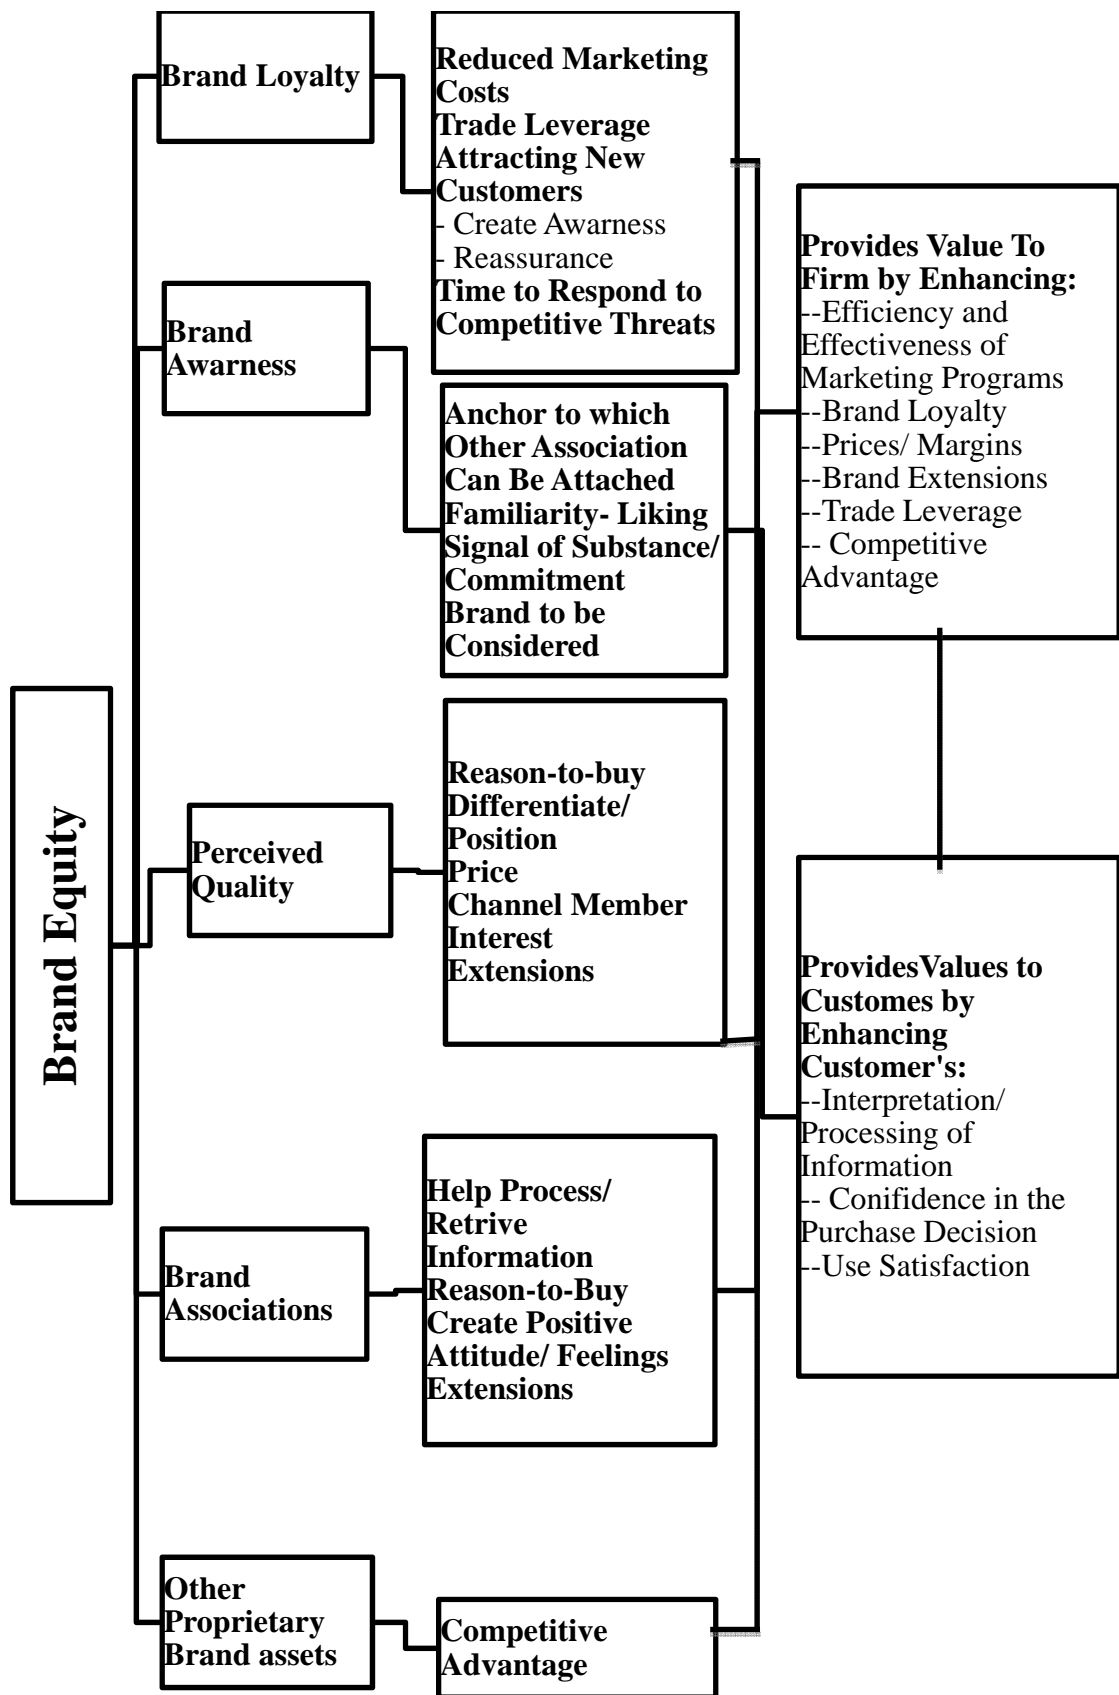 Brand Equity
Brand Loyalty
Reduced Marketing
Costs
Trade Leverage
Attracting New
Customers
- Create Awarness
- Reassurance
Time to Respond to
Competitive Threats
Brand
Awarness
Anchor to which
Other Association
Can Be Attached
Familiarity- Liking
Signal of Substance/
Commitment
Brand to be
Considered
Perceived
Quality
Reason-to-buy
Differentiate/
Position
Price
Channel Member
Interest
Extensions
Brand
Associations
Help Process/
Retrive
Information
Reason-to-Buy
Create Positive
Attitude/ Feelings
Extensions
Other
Proprietary
Brand assets
Competitive
Advantage
Provides Value To
Firm by Enhancing:
--Efficiency and
Effectiveness of
Marketing Programs
--Brand Loyalty
--Prices/ Margins
--Brand Extensions
--Trade Leverage
-- Competitive
Advantage
ProvidesValues to
Customes by
Enhancing
Customer's:
--Interpretation/
Processing of
Information
-- Conifidence in the
Purchase Decision
--Use Satisfaction